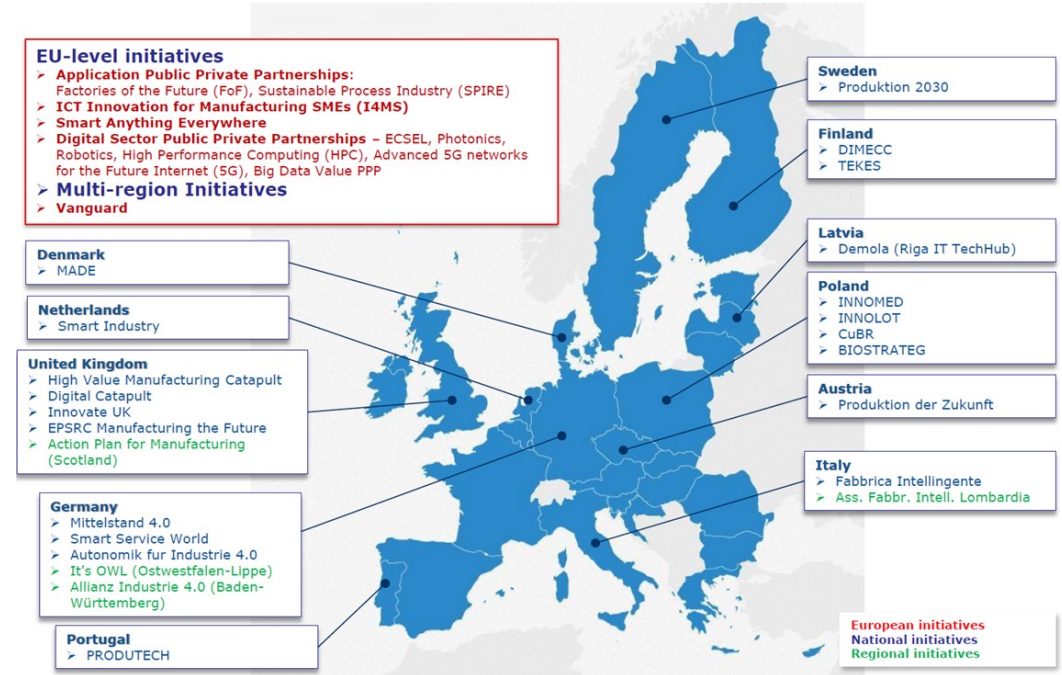 EU-level initiatives
➢ Application Public Private Partnerships:
Factories of the Future (FoF), Sustainable Process Industry (SPIRE)
➢ ICT Innovation for Manufacturing SMEs (I4MS)
➢ Smart Anything Everywhere
➢ Digital Sector Public Private Partnerships – ECSEL, Photonics,
Robotics, High Performance Computing (HPC), Advanced 5G networks
for the Future Internet (5G), Big Data Value PPP
➢ Multi-region Initiatives
➢ Vanguard
Denmark
➢ MADE
Netherlands
➢ Smart Industry
United Kingdom
➢ High Value Manufacturing Catapult
➢ Digital Catapult
➢ Innovate UK
➢ EPSRC Manufacturing the Future
➢ Action Plan for Manufacturing
(Scotland)
Germany
➢ Mittelstand 4.0
➢ Smart Service World
➢ Autonomik fur Industrie 4.0
➢ It's OWL (Ostwestfalen-Lippe)
➢ Allianz Industrie 4.0 (Baden-
Württemberg)
Portugal
➢ PRODUTECH
Sweden
➢ Produktion 2030
Finland
➢ DIMECC
➢ TEKES
Latvia
➢ Demola (Riga IT TechHub)
Poland
➢ INNOMED
➢ INNOLOT
➢ CuBR
➢ BIOSTRATEG
Austria
➢ Produktion der Zukunft
Italy
➢ Fabbrica Intellingente
➢ Ass. Fabbr. Intell. Lombardia
European initiatives
National initiatives
Regional initiatives